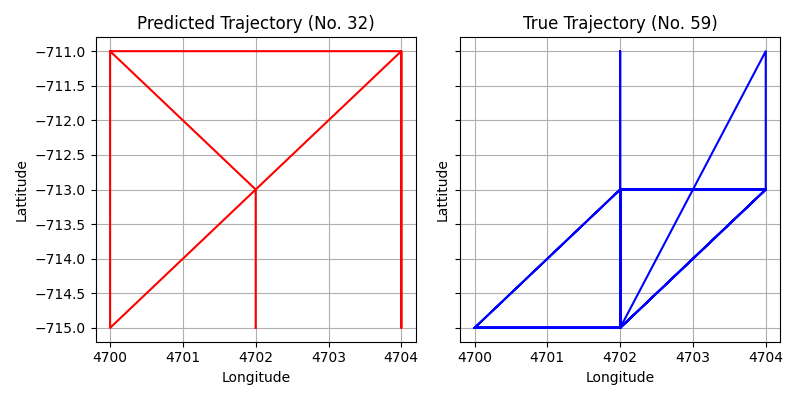 Predicted Trajectory (No. 32)
True Trajectory (No. 59)
Lattitude
−711.0
−711.5
−712.0
−712.5
−713.0
−713.5
−714.0
−714.5
−715.0
4700 4701 4702 4703 4704
Longitude
Lattitude
4700 4701 4702 4703 4704
Longitude